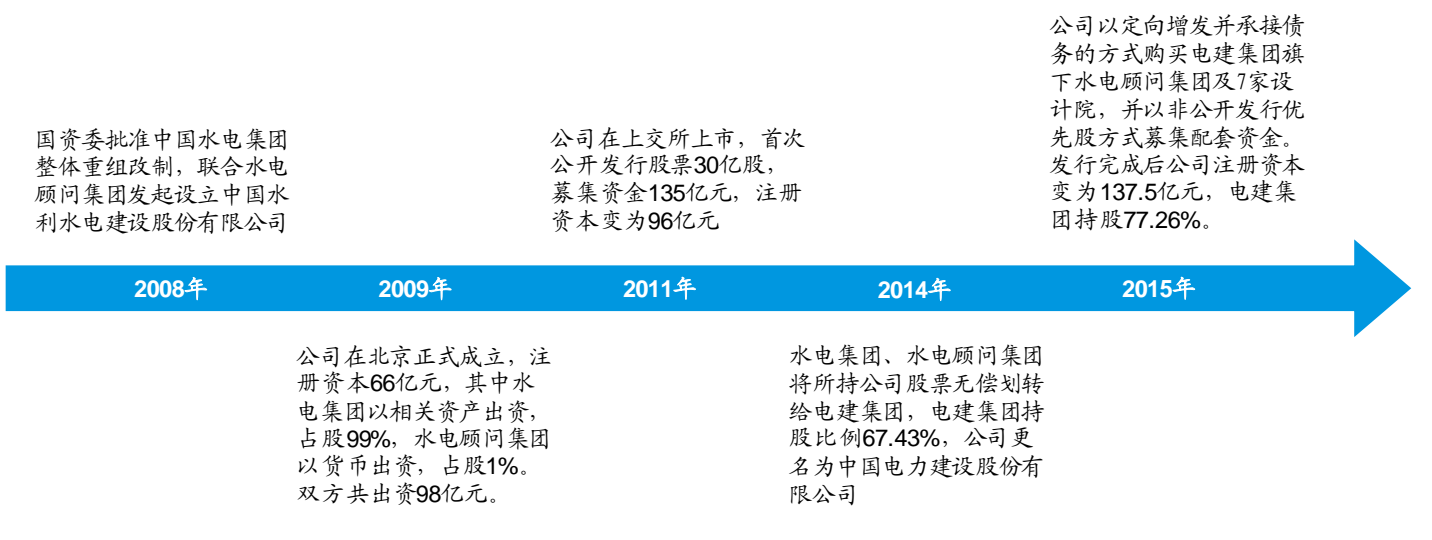 国资委批准中国水电集团
整体重组改制，联合水电
顾问集团发起设立中国水
利水电建设股份有限公司
公司在上交所上市，首次
公开发行股票30亿股，
募集资金135亿元，注册
资本变为96亿元
公司以定向增发并承接债
务的方式购买电建集团旗
下水电顾问集团及7家设
计院，并以非公开发行优
先股方式募集配套资金。
发行完成后公司注册资本
变为137.5亿元，电建集
团持股77.26%。
2008年
2009年
2011年
2014年
2015年
公司在北京正式成立，注
册资本66亿元，其中水
电集团以相关资产出资，
占股99%，水电顾问集团
以货币出资，占股1%。
双方共出资98亿元。
水电集团、水电顾问集团
将所持公司股票无偿划转
给电建集团，电建集团持
股比例67.43%，公司更
名为中国电力建设股份有
限公司